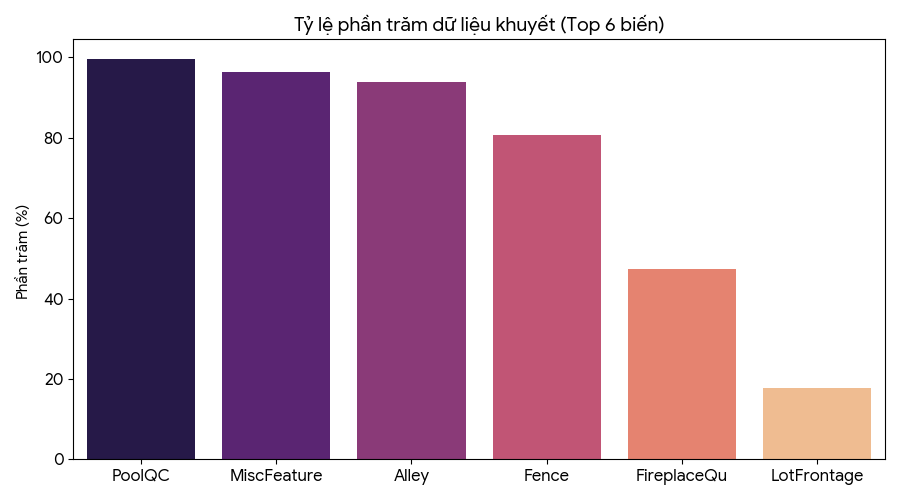 Tỷ lệ phần trăm dữ liệu khuyết (Top 6 biến)
Phần trăm (%)
100
80
60
40
20
0
PoolQC MiscFeature Alley Fence FireplaceQu LotFrontage